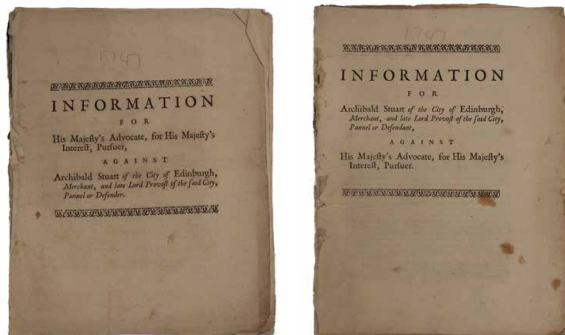 1747
INFORMATION
FOR
His Majeſty's Advocate, for His Majeſty's
Intereſt, Purſuer,
AGAINST
Archibald Stuart of the City of Edinburgh,
Merchant, and late Lord Provoſt of the ſaid City,
Pannel or Defender.
1747
INFORMATION
FOR
Archibald Stuart of the City of Edinburgh,
Merchant, and late Lord Provoſt of the ſaid City,
Pannel or Defendant,
AGAINST
His Majeſty's Advocate, for His Majeſty's
Intereſt, Purſuer.